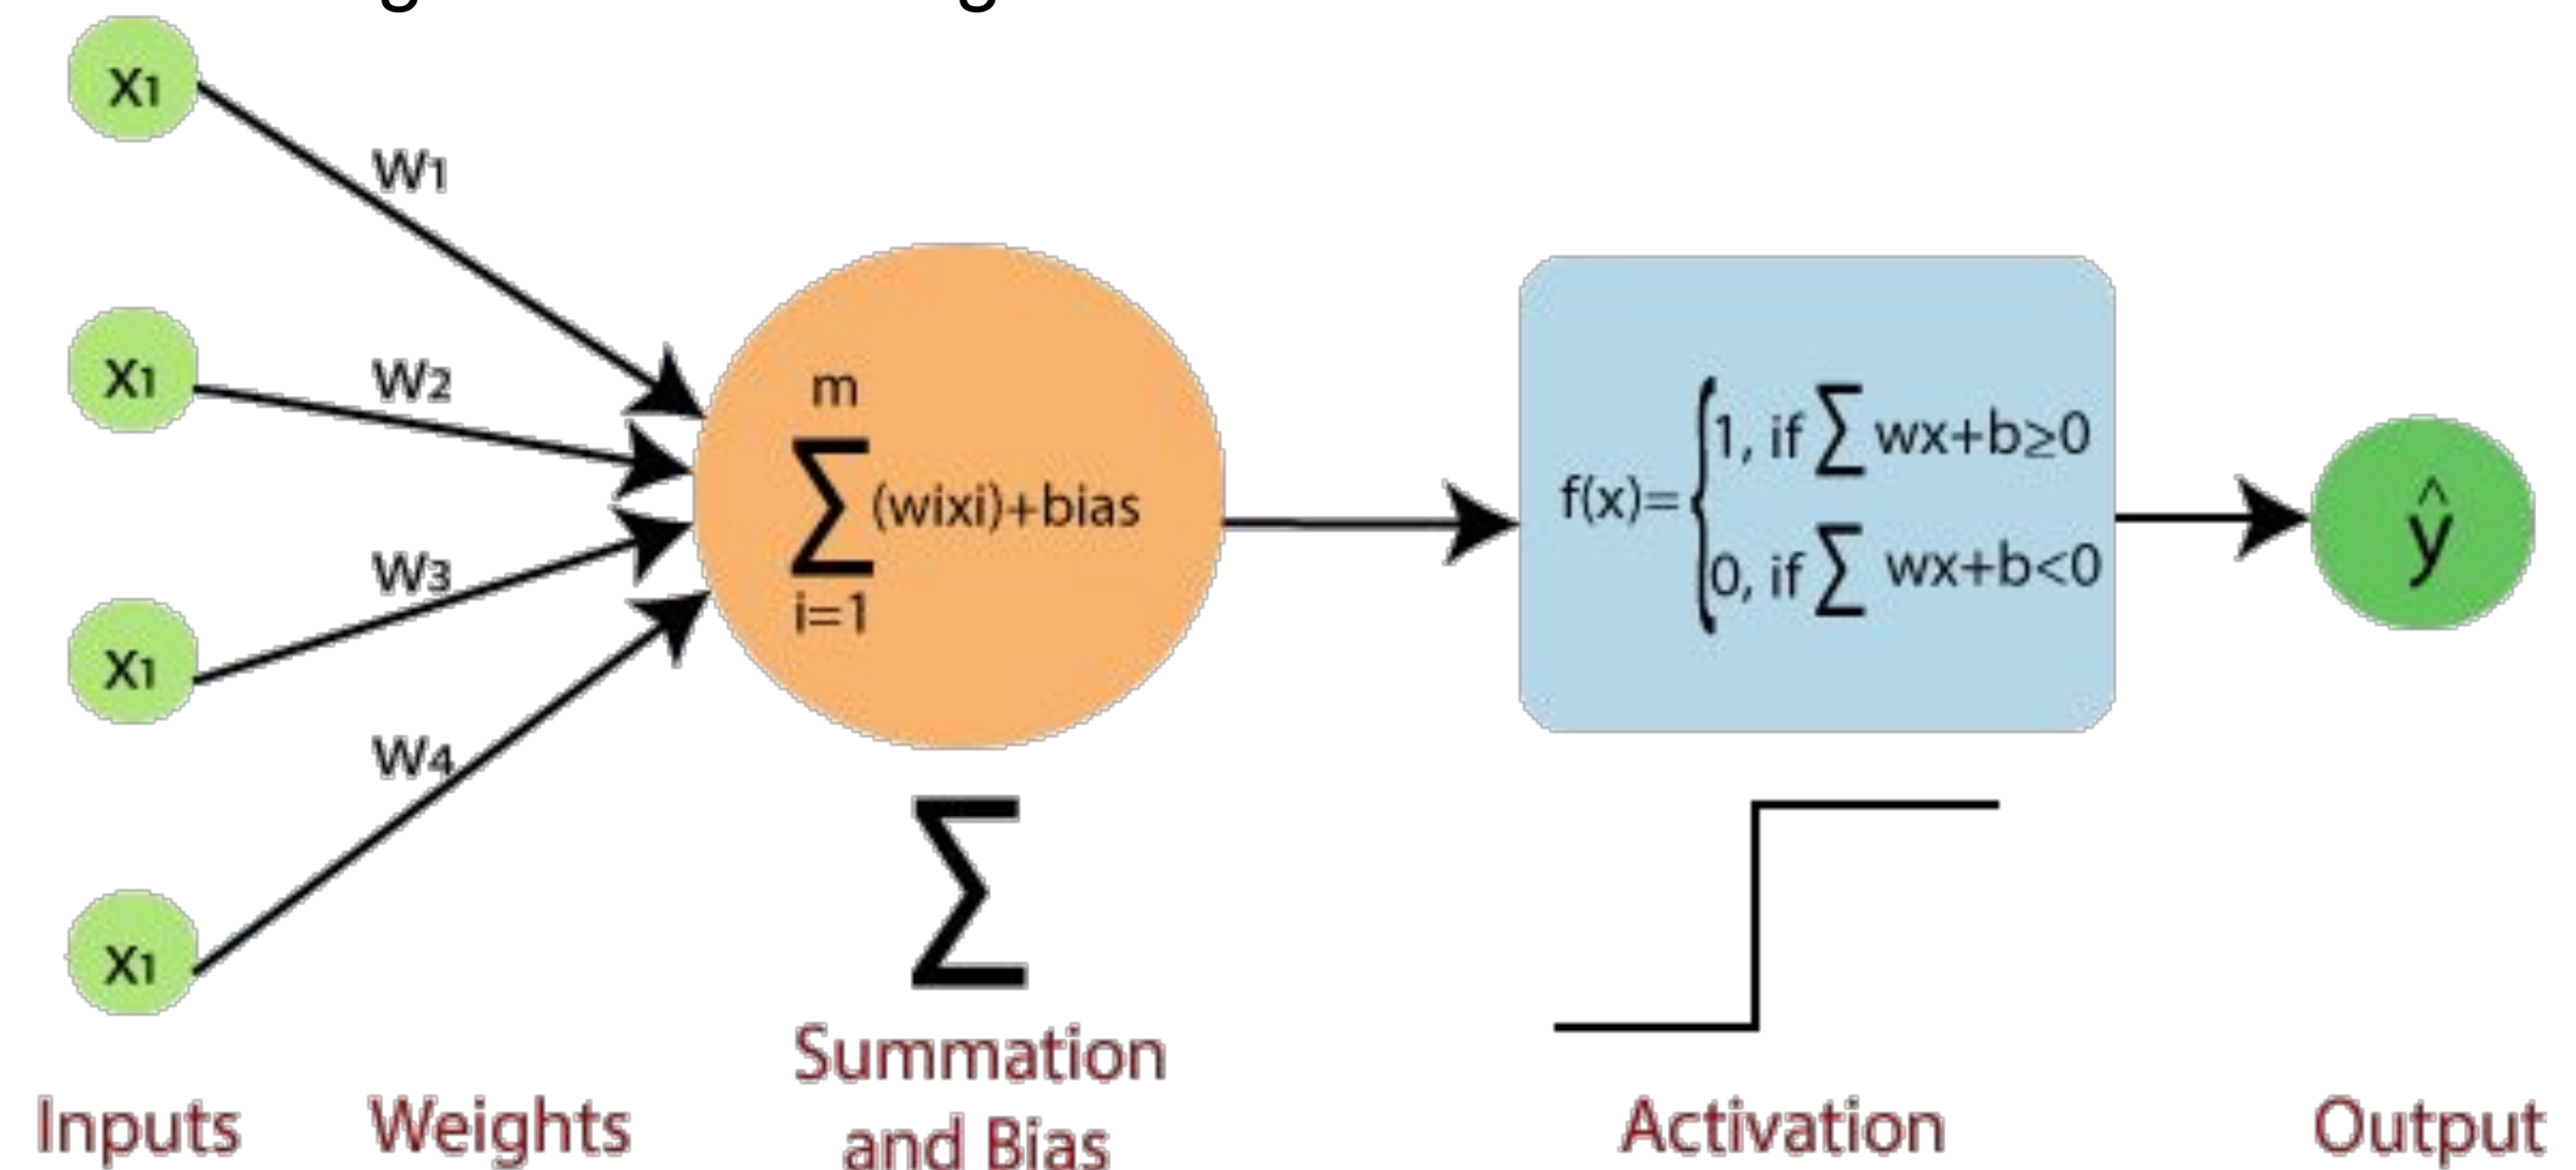 X1
W1
X1
W2
X1
W3
X1
W4
m
∑(wixi)+bias
i=1
f(x)={
1, if ∑ wx+b≥0
0, if ∑ wx+b<0
ŷ
∑
Inputs
Weights
Summation
and Bias
Activation
Output